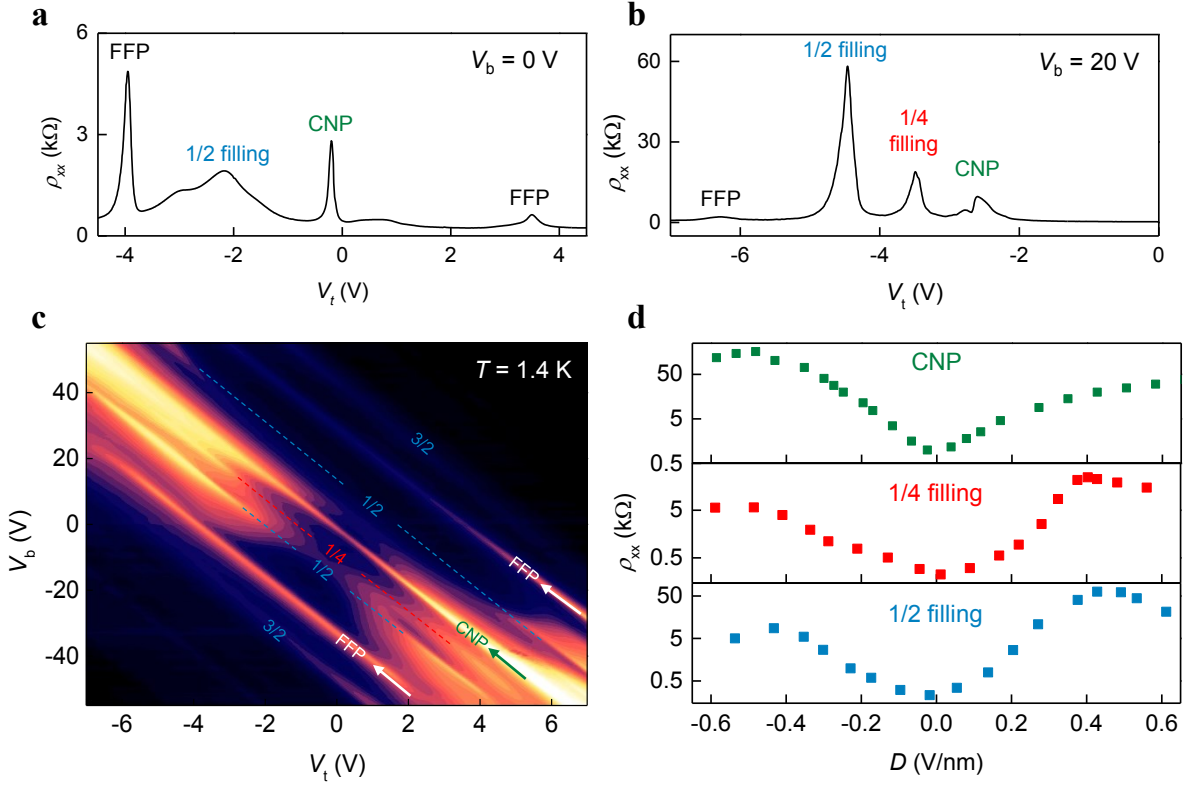 a
FFP
1/2 filling
CNP
FFP
V_b = 0 V
6
3
0
ρ_xx (kΩ)
-4 -2 0 2 4
V_t (V)
b
FFP
1/2 filling
1/4
filling
CNP
V_b = 20 V
60
30
0
ρ_xx (kΩ)
-6 -4 -2 0
V_t (V)
c
T = 1.4 K
3/2
1/2
1/4
1/2
3/2
FFP
FFP
CNP
40
20
0
-20
-40
V_b (V)
-6 -4 -2 0 2 4 6
V_t (V)
d
CNP
50
5
0.5
1/4 filling
5
0.5
1/2 filling
50
5
0.5
ρ_xx (kΩ)
-0.6 -0.4 -0.2 0.0 0.2 0.4 0.6
D (V/nm)